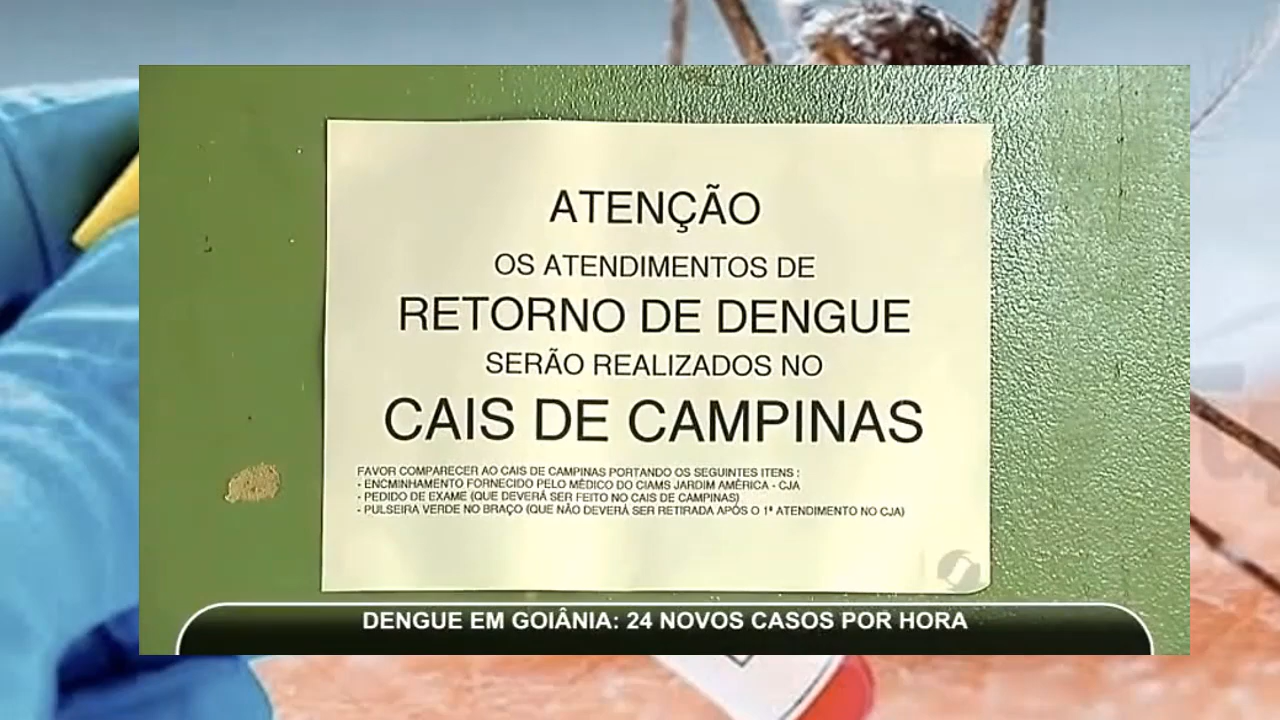 ATENÇÃO
OS ATENDIMENTOS DE
RETORNO DE DENGUE
SERÃO REALIZADOS NO
CAIS DE CAMPINAS
FAVOR COMPARECER AO CAIS DE CAMPINAS PORTANDO OS SEGUINTES ITENS :
- ENCMINHAMENTO FORNECIDO PELO MÉDICO DO CIAMS JARDIM AMÉRICA - CJA
- PEDIDO DE EXAME (QUE DEVERÁ SER FEITO NO CAIS DE CAMPINAS)
- PULSEIRA VERDE NO BRAÇO (QUE NÃO DEVERÁ SER RETIRADA APÓS O 1º ATENDIMENTO NO CJA)
DENGUE EM GOIÂNIA: 24 NOVOS CASOS POR HORA